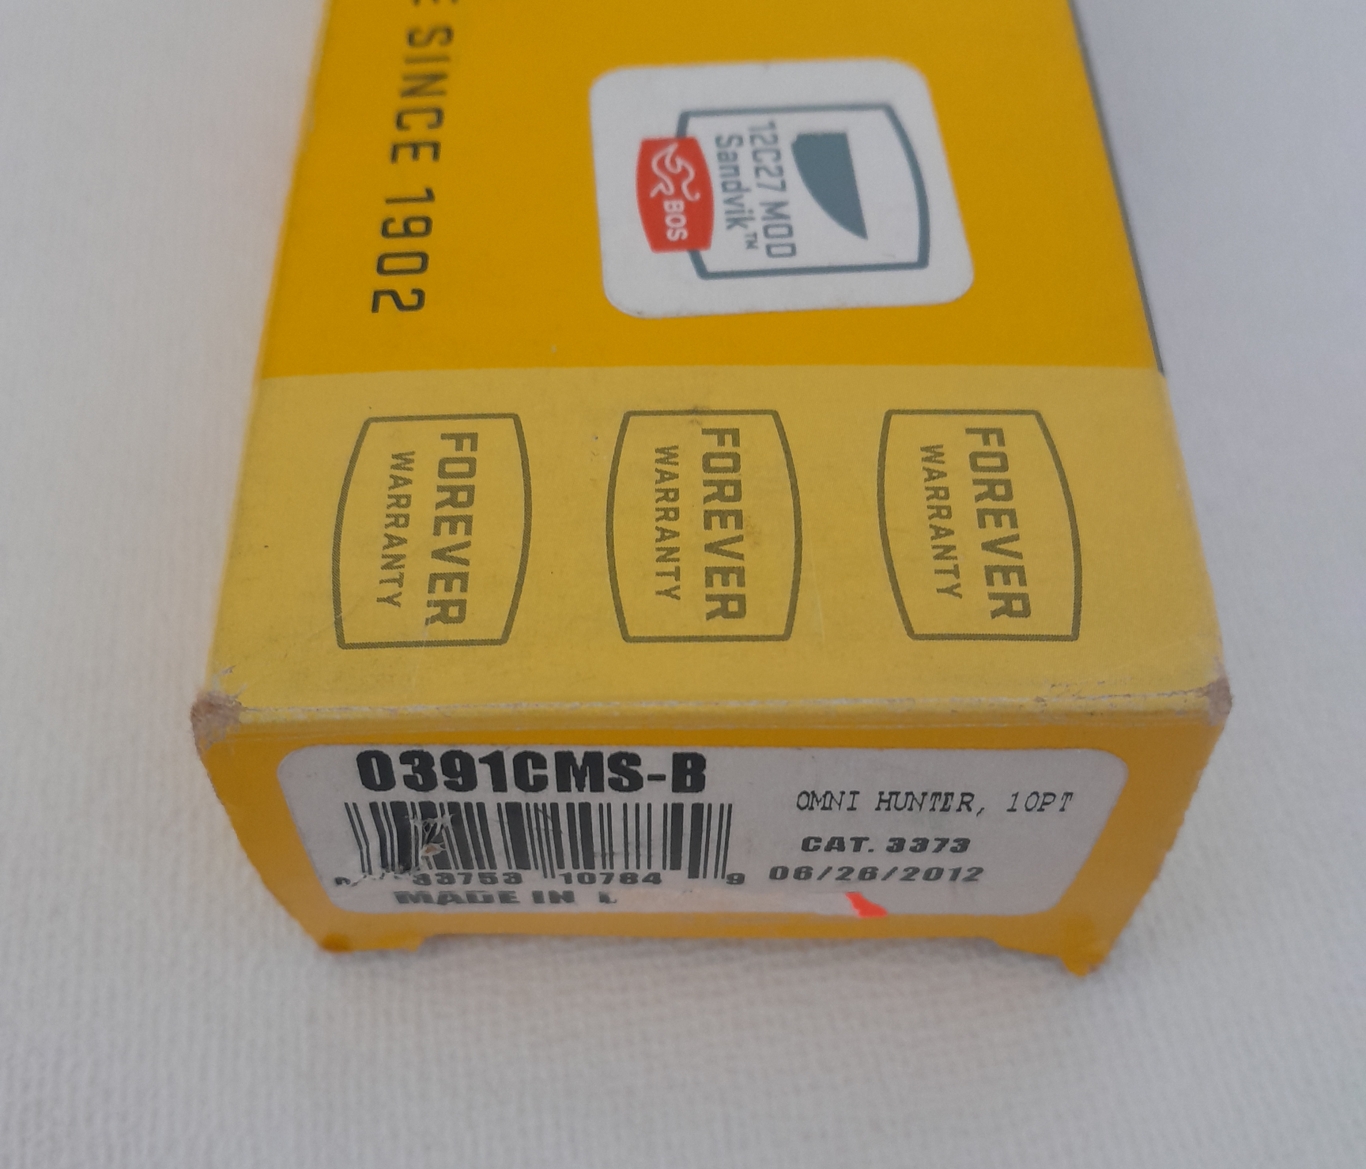 SINCE 1902
12C27 MOD
Sandvik™
BOS
FOREVER
WARRANTY
FOREVER
WARRANTY
FOREVER
WARRANTY
0391CMS-B
OMNI HUNTER, 10PT
CAT. 3373
33753 10784 9
06/26/2012
MADE IN